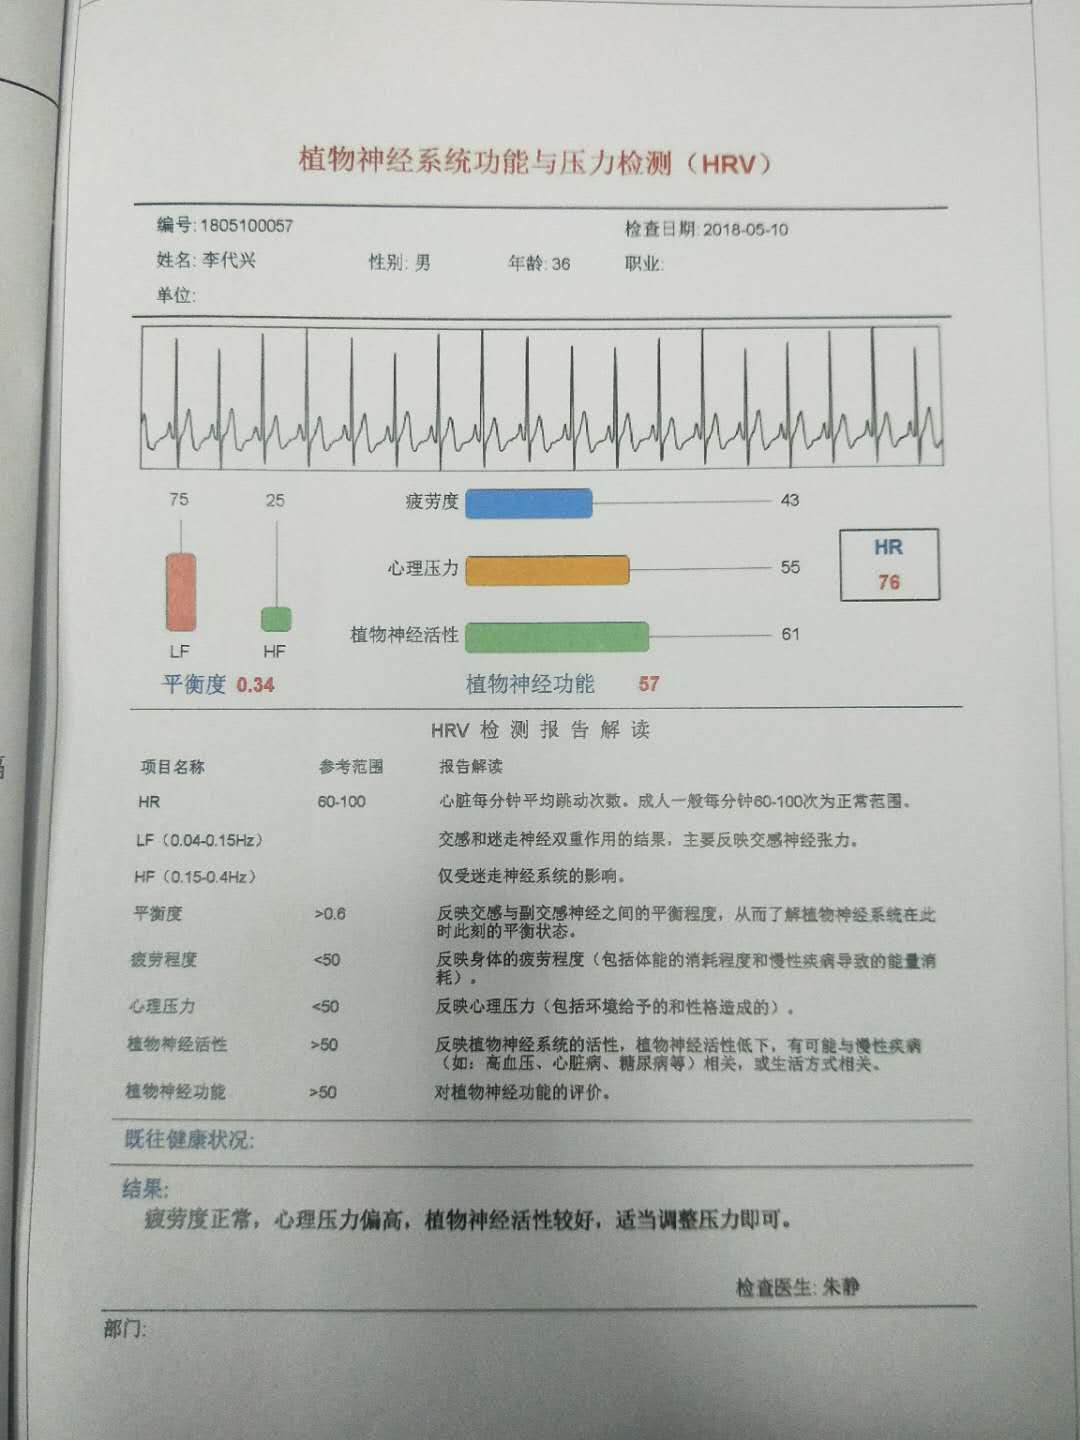 植物神经系统功能与压力检测（HRV）
编号: 1805100057 检查日期: 2018-05-10
姓名: 李代兴 性别: 男 年龄: 36 职业:
单位:
75 25 疲劳度 43
心理压力 55 HR
76
植物神经活性 61
LF HF
平衡度 0.34 植物神经功能 57
HRV 检 测 报 告 解 读
项目名称 参考范围 报告解读
HR 60-100 心脏每分钟平均跳动次数。成人一般每分钟60-100次为正常范围。
LF（0.04-0.15Hz） 交感和迷走神经双重作用的结果，主要反映交感神经张力。
HF（0.15-0.4Hz） 仅受迷走神经系统的影响。
平衡度 >0.6 反映交感与副交感神经之间的平衡程度，从而了解植物神经系统在此
时此刻的平衡状态。
疲劳程度 <50 反映身体的疲劳程度（包括体能的消耗程度和慢性疾病导致的能量消
耗）。
心理压力 <50 反映心理压力（包括环境给予的和性格造成的）。
植物神经活性 >50 反映植物神经系统的活性，植物神经活性低下，有可能与慢性疾病
（如：高血压、心脏病、糖尿病等）相关，或生活方式相关。
植物神经功能 >50 对植物神经功能的评价。
既往健康状况:
结果:
疲劳度正常，心理压力偏高，植物神经活性较好，适当调整压力即可。
检查医生: 朱静
部门: